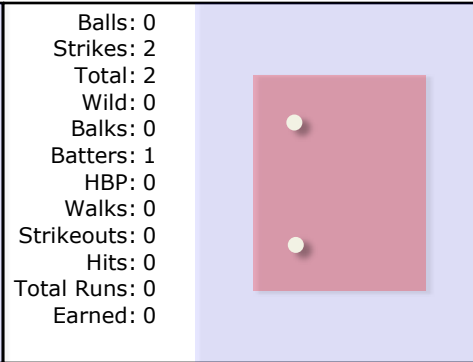 Balls: 0
Strikes: 2
Total: 2
Wild: 0
Balks: 0
Batters: 1
HBP: 0
Walks: 0
Strikeouts: 0
Hits: 0
Total Runs: 0
Earned: 0